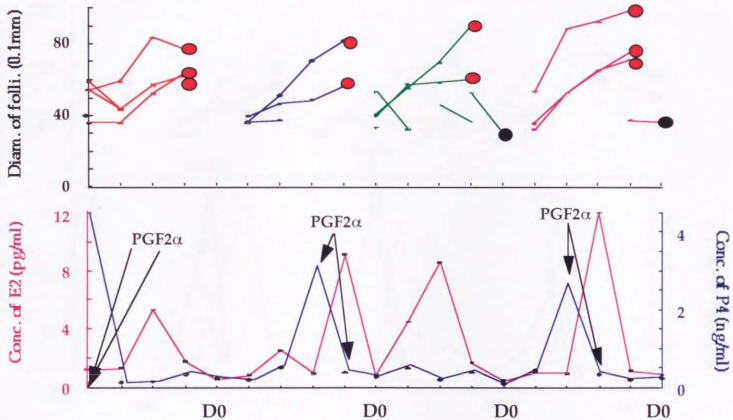 Diam. of folli. (0.1mm)
80
40
0
Conc. of E2 (pg/ml)
12
8
4
0
PGF2α
PGF2α
PGF2α
4
2
0
Conc. of P4 (ng/ml)
D0
D0
D0
D0